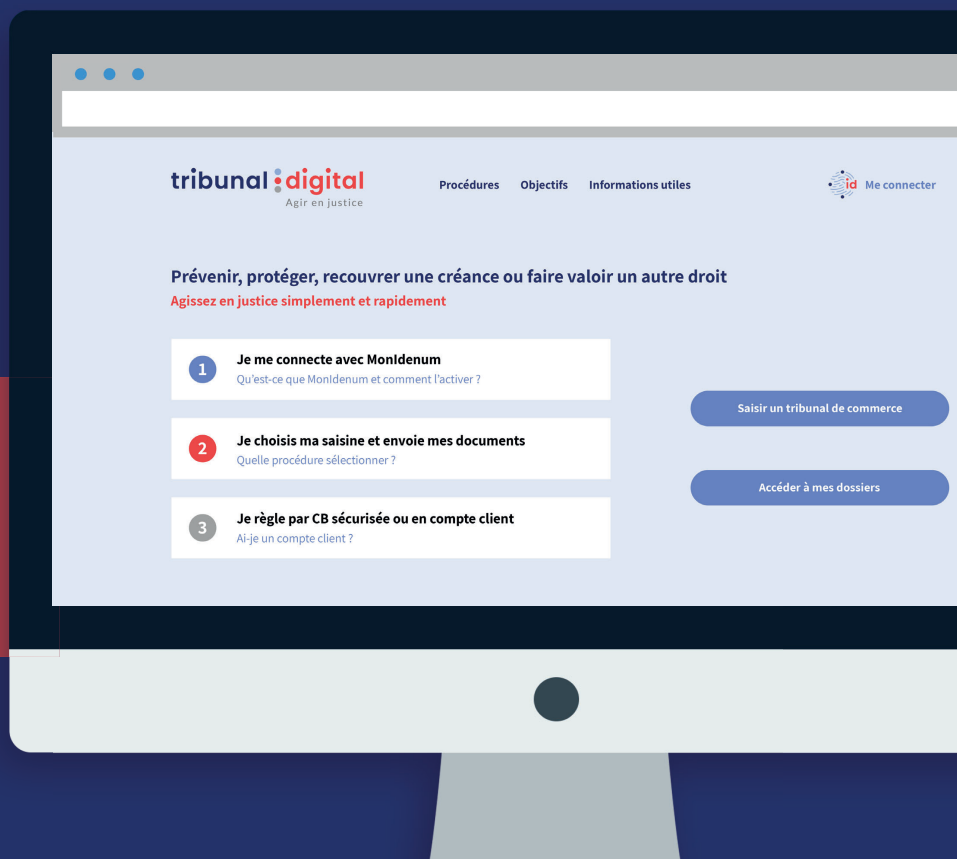 tribunal:digital
Agir en justice
Procédures Objectifs Informations utiles
id Me connecter
Prévenir, protéger, recouvrer une créance ou faire valoir un autre droit
Agissez en justice simplement et rapidement
1 Je me connecte avec MonIdenum
Qu'est-ce que MonIdenum et comment l'activer ?
2 Je choisis ma saisine et envoie mes documents
Quelle procédure sélectionner ?
3 Je règle par CB sécurisée ou en compte client
Ai-je un compte client ?
Saisir un tribunal de commerce
Accéder à mes dossiers